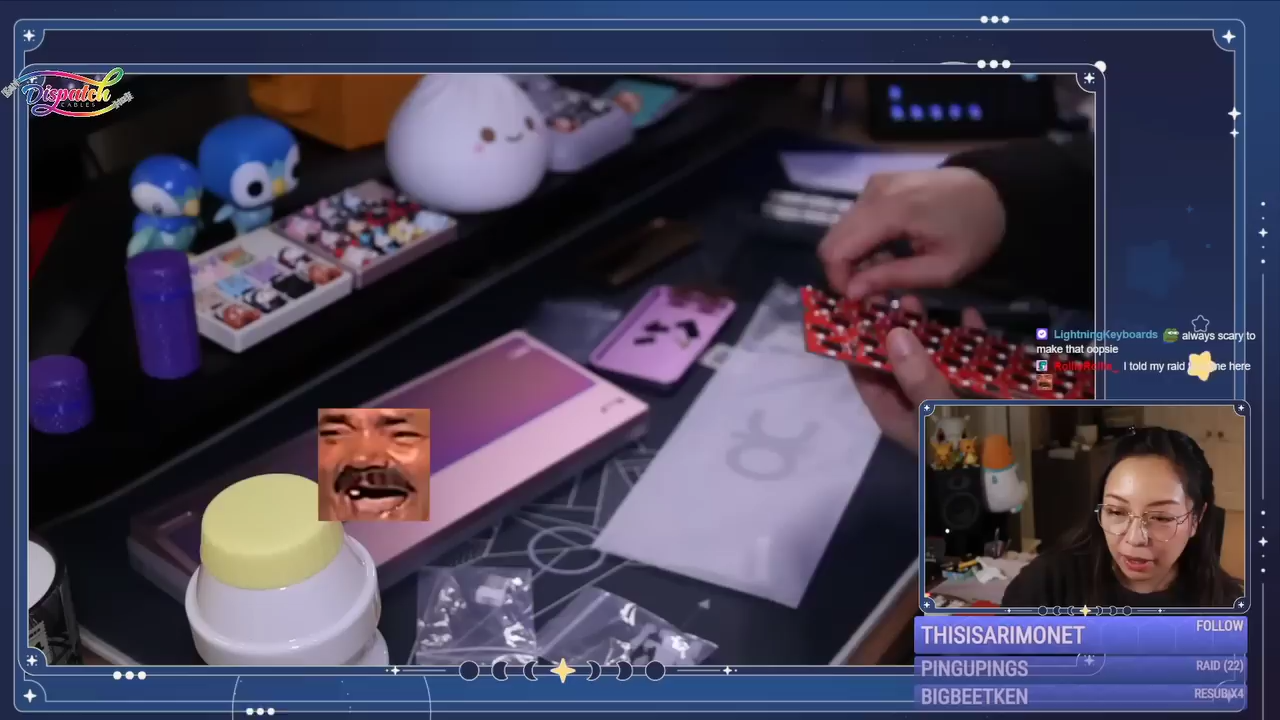 Dispatch
CABLES
LightningKeyboards always scary to
make that oopsie
I told my raid
me here
THISISARIMONET FOLLOW
PINGUPINGS RAID (22)
BIGBEETKEN RESUB X4